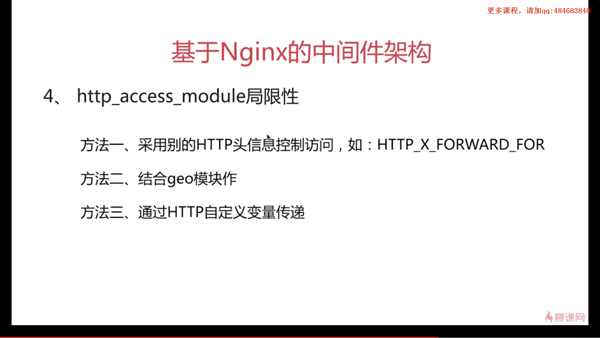 更多课程，请加qq:484683840
基于Nginx的中间件架构
4、 http_access_module局限性
方法一、采用别的HTTP头信息控制访问，如：HTTP_X_FORWARD_FOR
方法二、结合geo模块作
方法三、通过HTTP自定义变量传递
慕课网